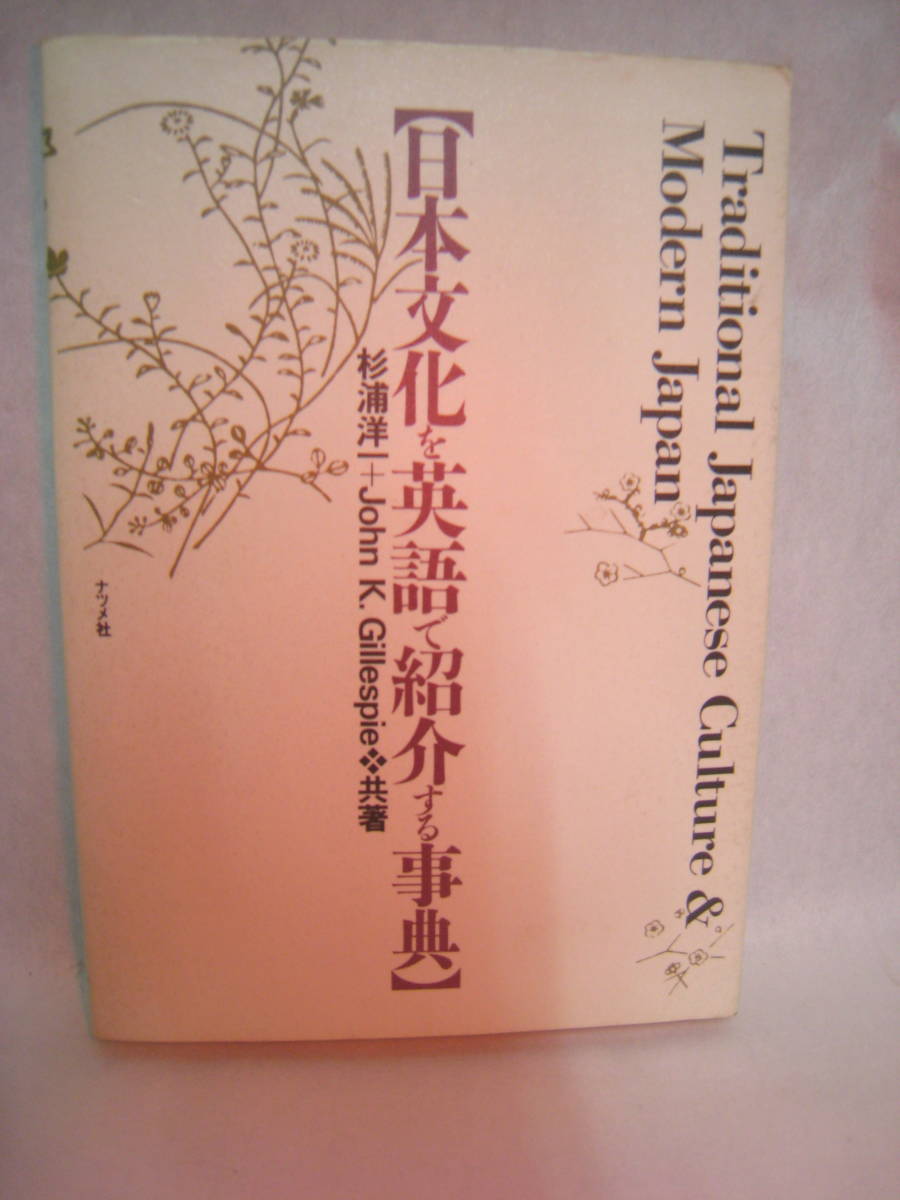 Traditional Japanese Culture &
Modern Japan
【日本文化を英語で紹介する事典】
杉浦洋一+John K. Gillespie❖共著
ナツメ社